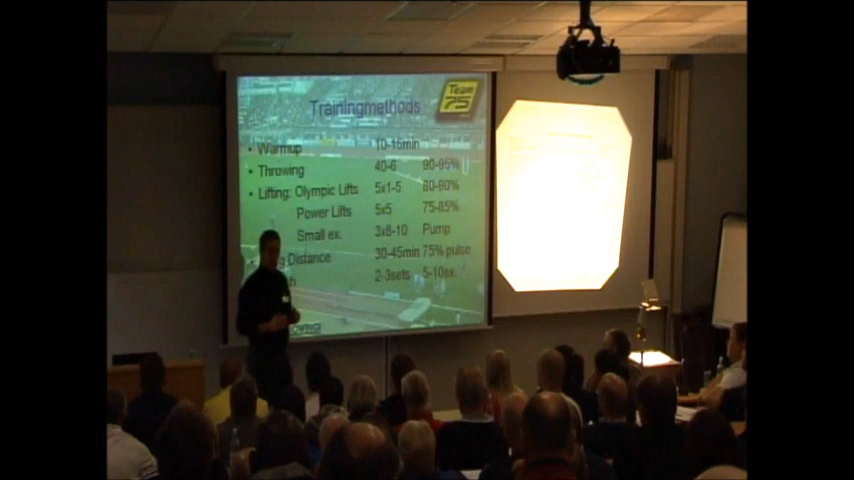 Team
75
Trainingmethods
• Warmup 10-15min
• Throwing 40-6 90-95%
• Lifting: Olympic Lifts 5x1-5 80-90%
Power Lifts 5x5 75-85%
Small ex. 3x8-10 Pump
Distance 30-45min 75% pulse
2-3sets 5-10ex.